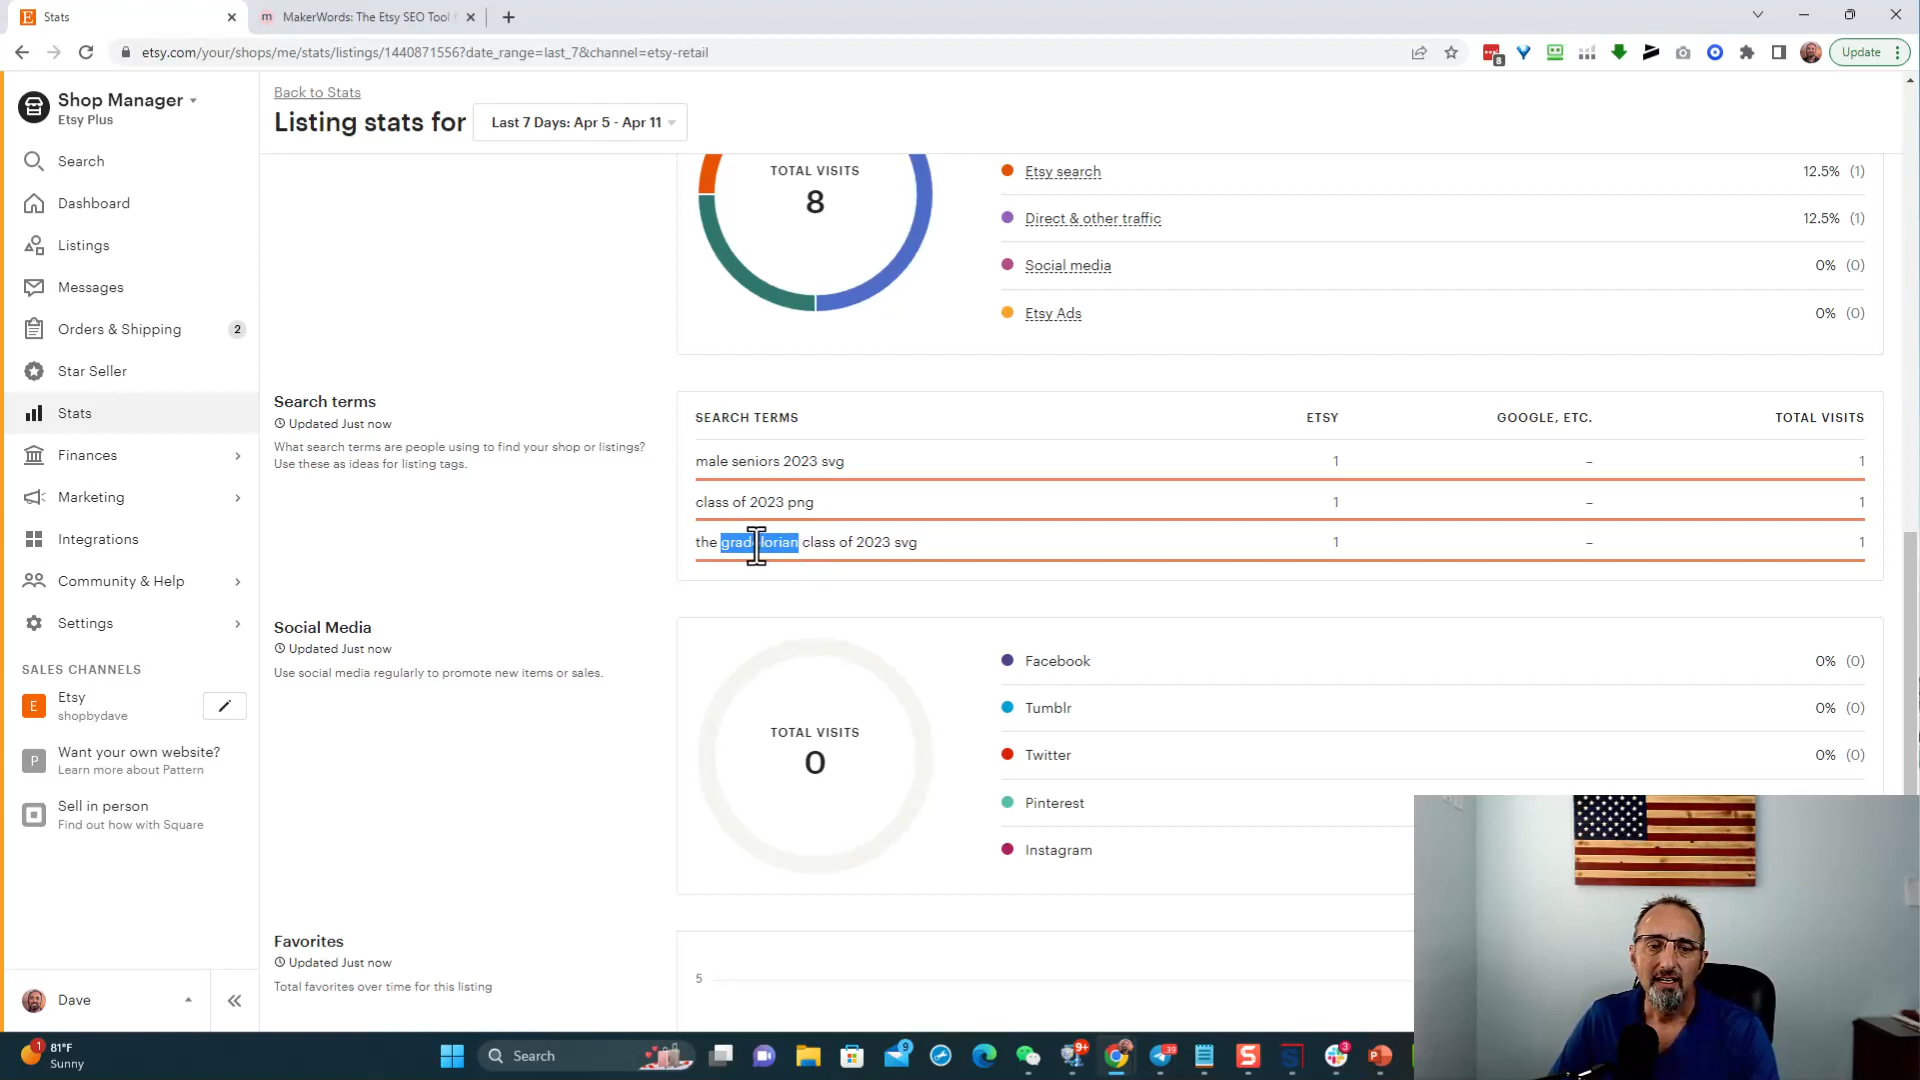 Stats
MakerWords: The Etsy SEO Tool
etsy.com/your/shops/me/stats/listings/1440871556?date_range=last_7&channel=etsy-retail
8
Update
Shop Manager
Etsy Plus
Search
Dashboard
Listings
Messages
Orders & Shipping 2
Star Seller
Stats
Finances
Marketing
Integrations
Community & Help
Settings
SALES CHANNELS
E
Etsy
shopbydave
P
Want your own website?
Learn more about Pattern
Sell in person
Find out how with Square
Dave
Back to Stats
Listing stats for
Last 7 Days: Apr 5 - Apr 11
TOTAL VISITS
8
Etsy search 12.5% (1)
Direct & other traffic 12.5% (1)
Social media 0% (0)
Etsy Ads 0% (0)
Search terms
Updated Just now
What search terms are people using to find your shop or listings?
Use these as ideas for listing tags.
SEARCH TERMS ETSY GOOGLE, ETC. TOTAL VISITS
male seniors 2023 svg 1 – 1
class of 2023 png 1 – 1
the gradelorian class of 2023 svg 1 – 1
Social Media
Updated Just now
Use social media regularly to promote new items or sales.
TOTAL VISITS
0
Facebook 0% (0)
Tumblr 0% (0)
Twitter 0% (0)
Pinterest
Instagram
Favorites
Updated Just now
Total favorites over time for this listing
5
1
81°F
Sunny
Search
9
9+
39
3